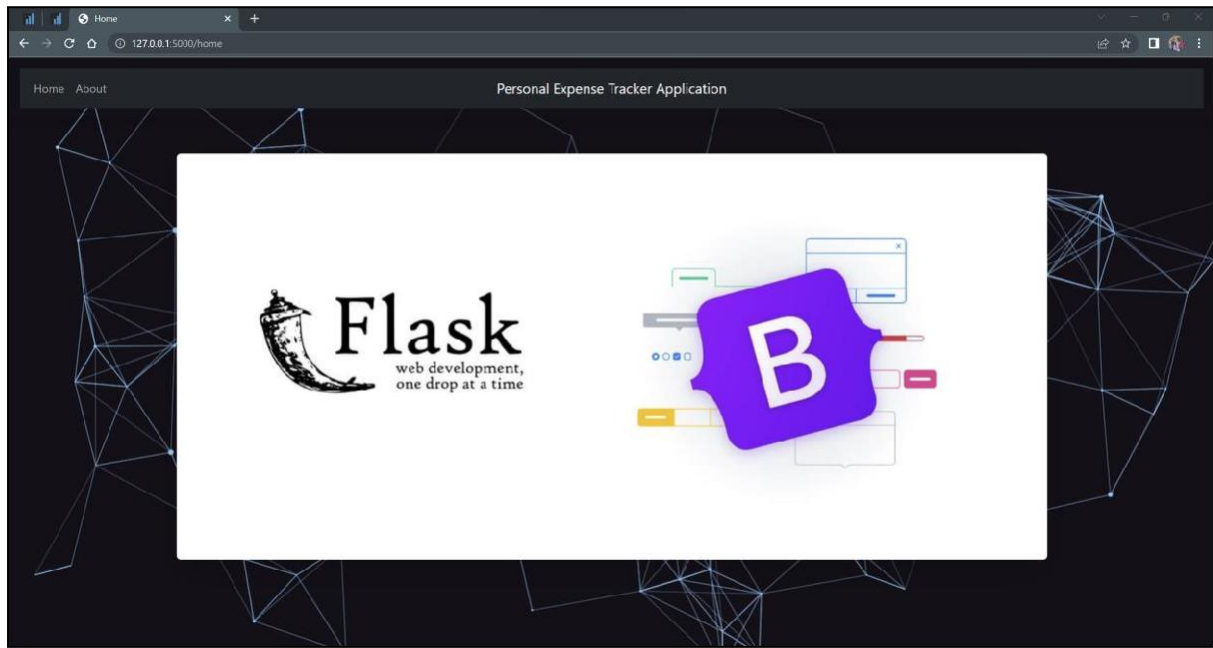 Home
127.0.0.1:5000/home
Home About
Personal Expense Tracker Application
Flask
web development,
one drop at a time
B